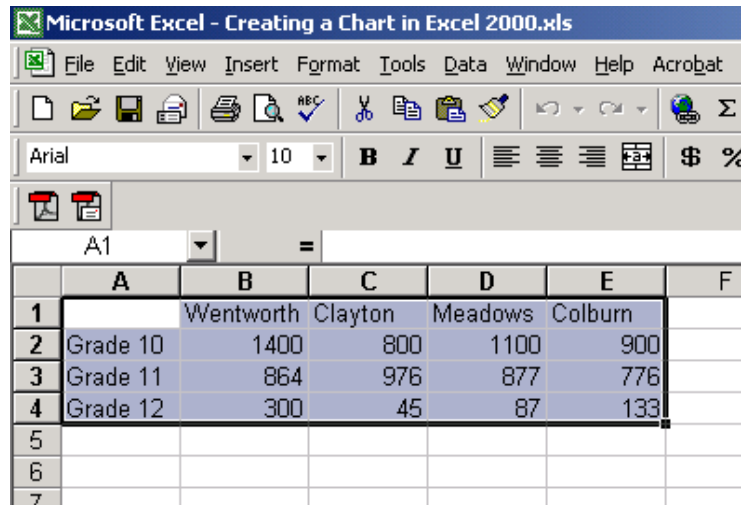 Microsoft Excel - Creating a Chart in Excel 2000.xls
File Edit View Insert Format Tools Data Window Help Acrobat
ABC Σ
Arial 10 B I U a $ %
A1 =
A B C D E F
1 Wentworth Clayton Meadows Colburn
2 Grade 10 1400 800 1100 900
3 Grade 11 864 976 877 776
4 Grade 12 300 45 87 133
5
6
7